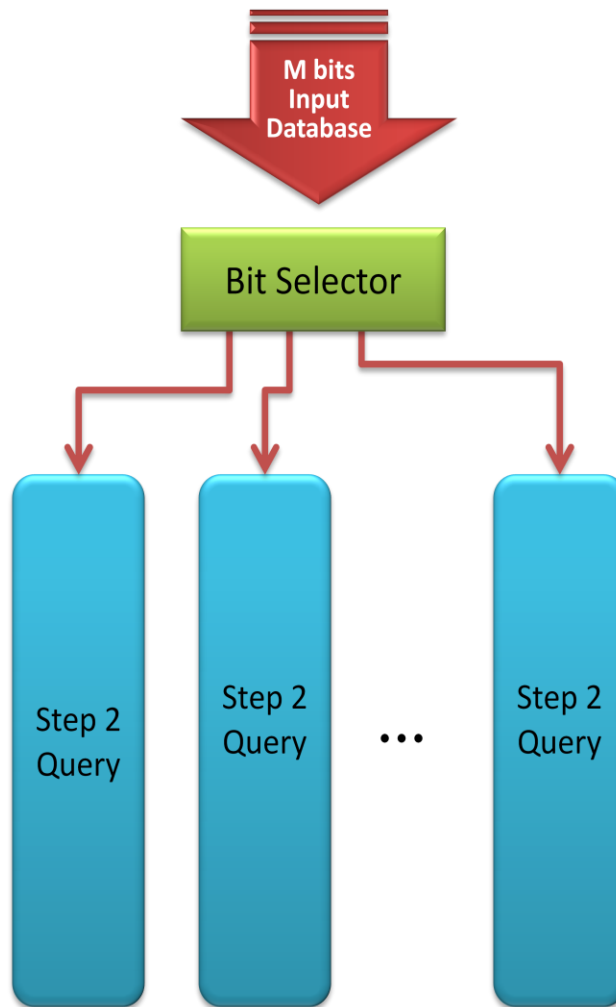 M bits
Input
Database
Bit Selector
Step 2
Query
Step 2
Query
...
Step 2
Query